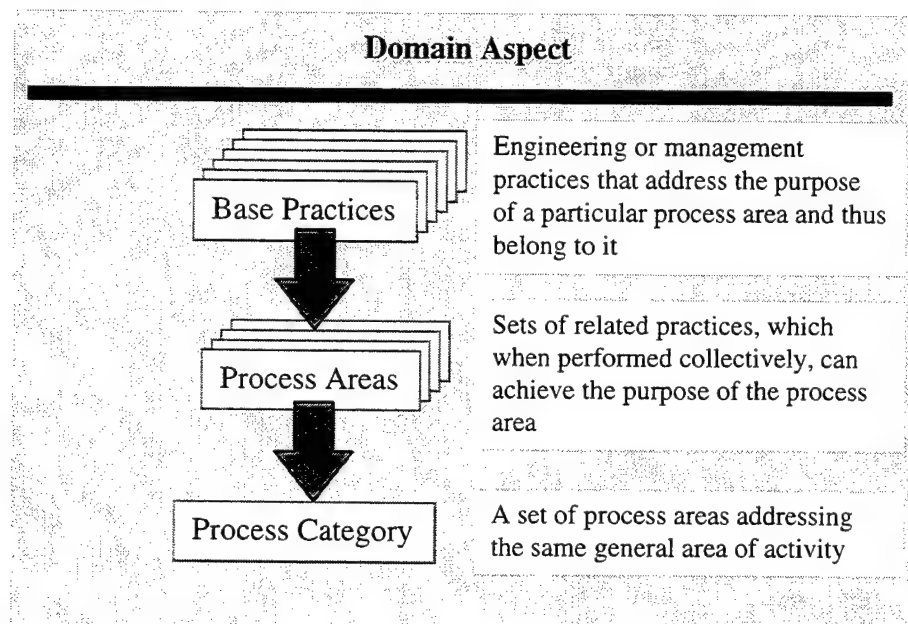 Domain Aspect
Base Practices
Engineering or management
practices that address the purpose
of a particular process area and thus
belong to it
Process Areas
Sets of related practices, which
when performed collectively, can
achieve the purpose of the process
area
Process Category
A set of process areas addressing
the same general area of activity